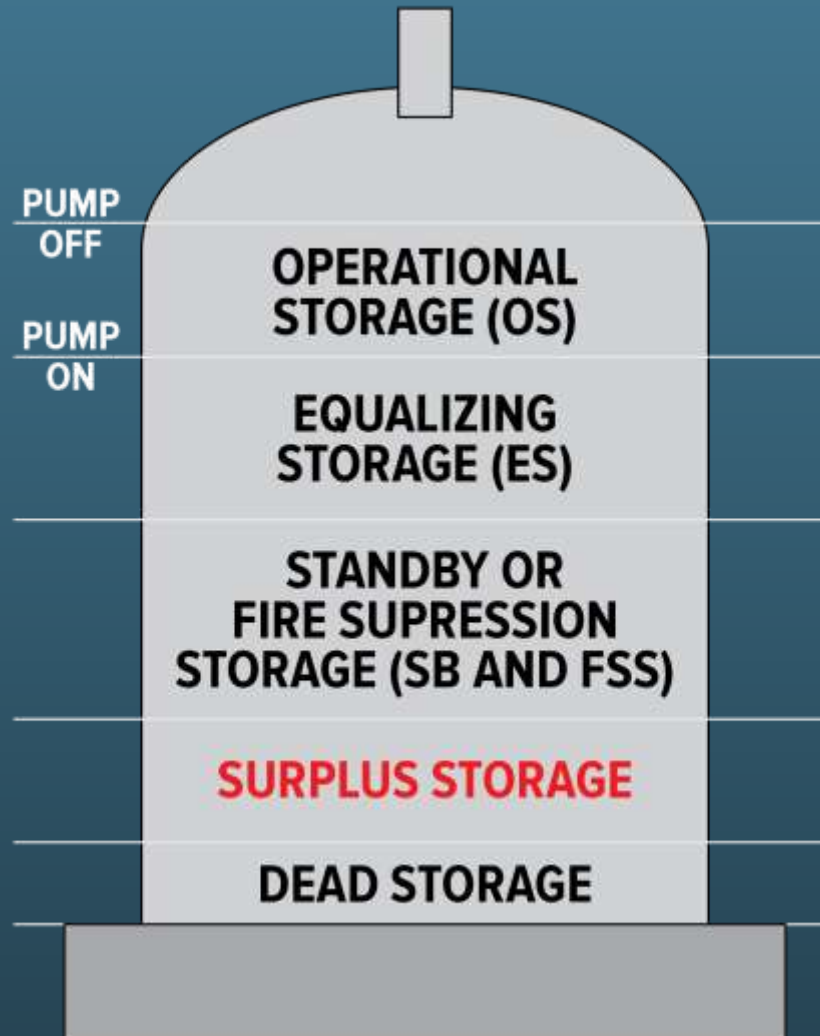 PUMP
OFF
OPERATIONAL
STORAGE (OS)
PUMP
ON
EQUALIZING
STORAGE (ES)
STANDBY OR
FIRE SUPRESSION
STORAGE (SB AND FSS)
SURPLUS STORAGE
DEAD STORAGE